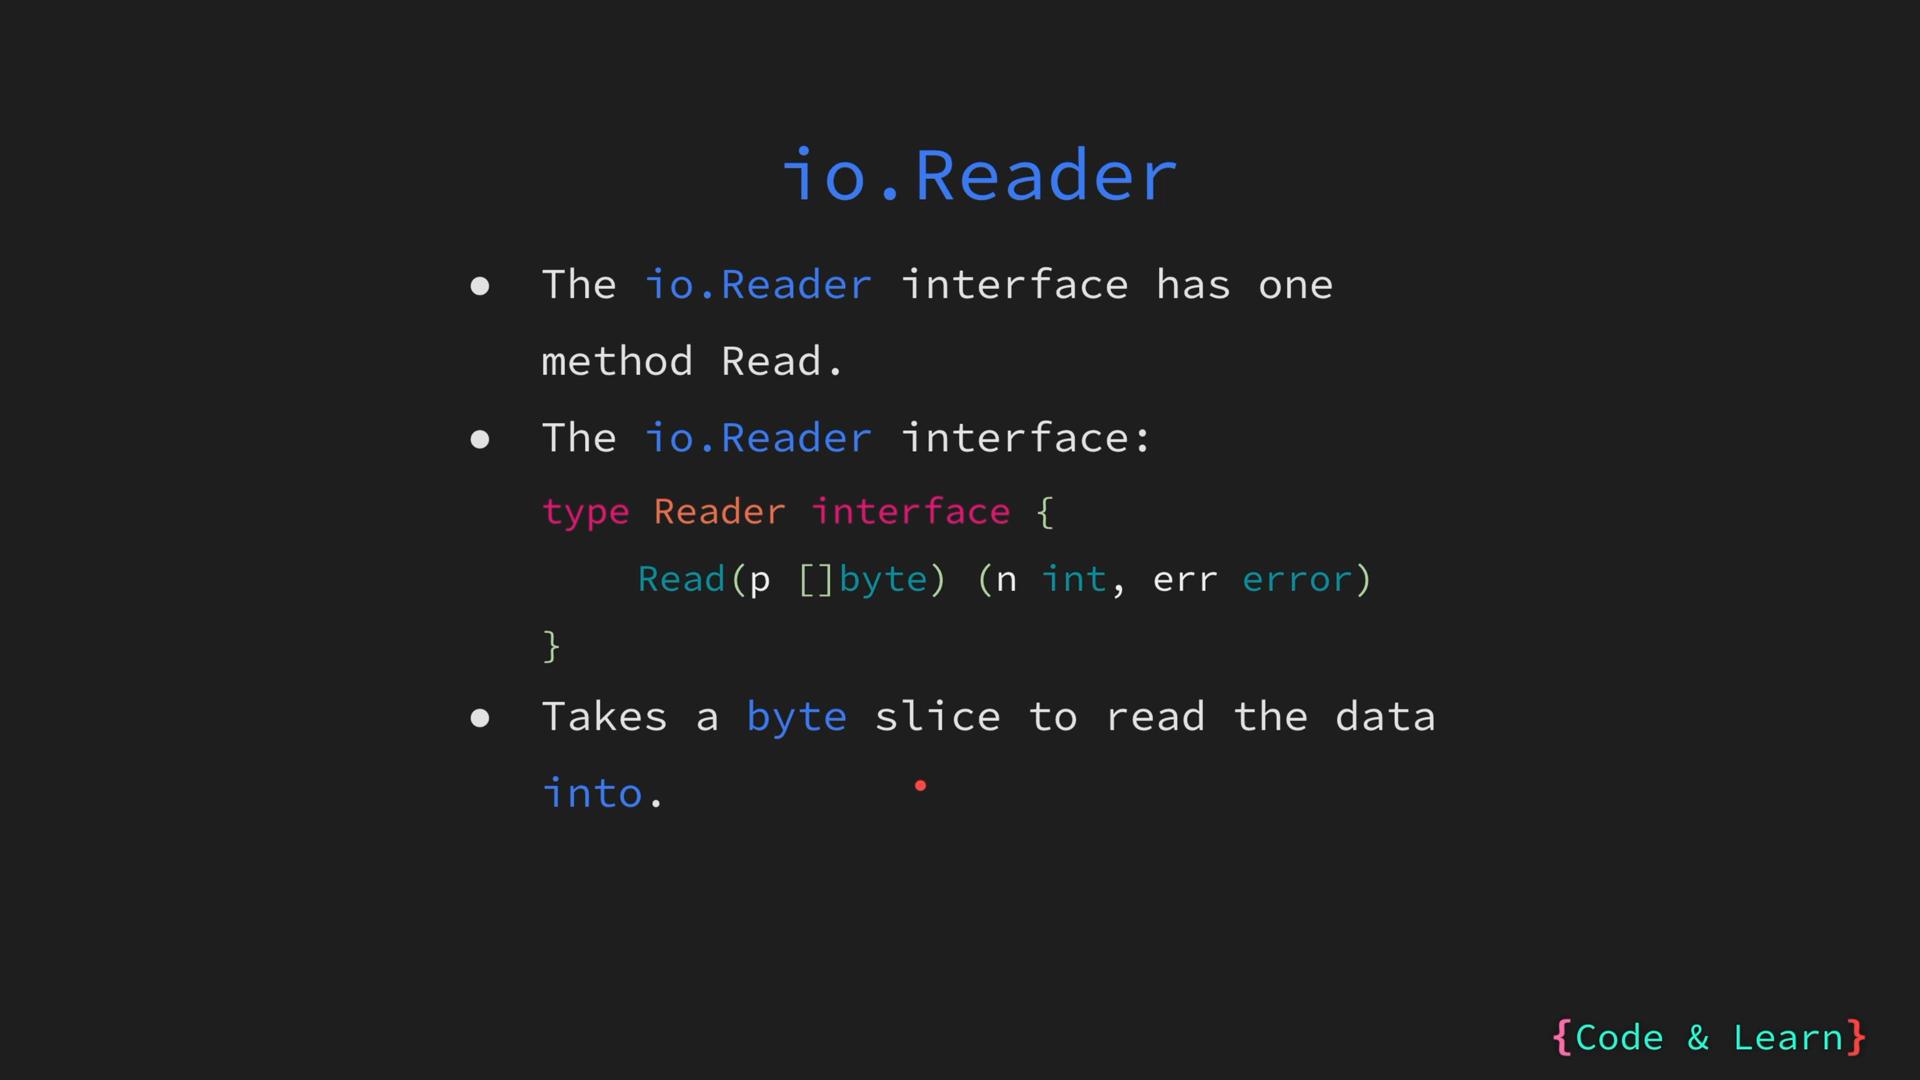 io.Reader
● The io.Reader interface has one
method Read.
● The io.Reader interface:
type Reader interface {
Read(p []byte) (n int, err error)
}
● Takes a byte slice to read the data
into.
{Code & Learn}